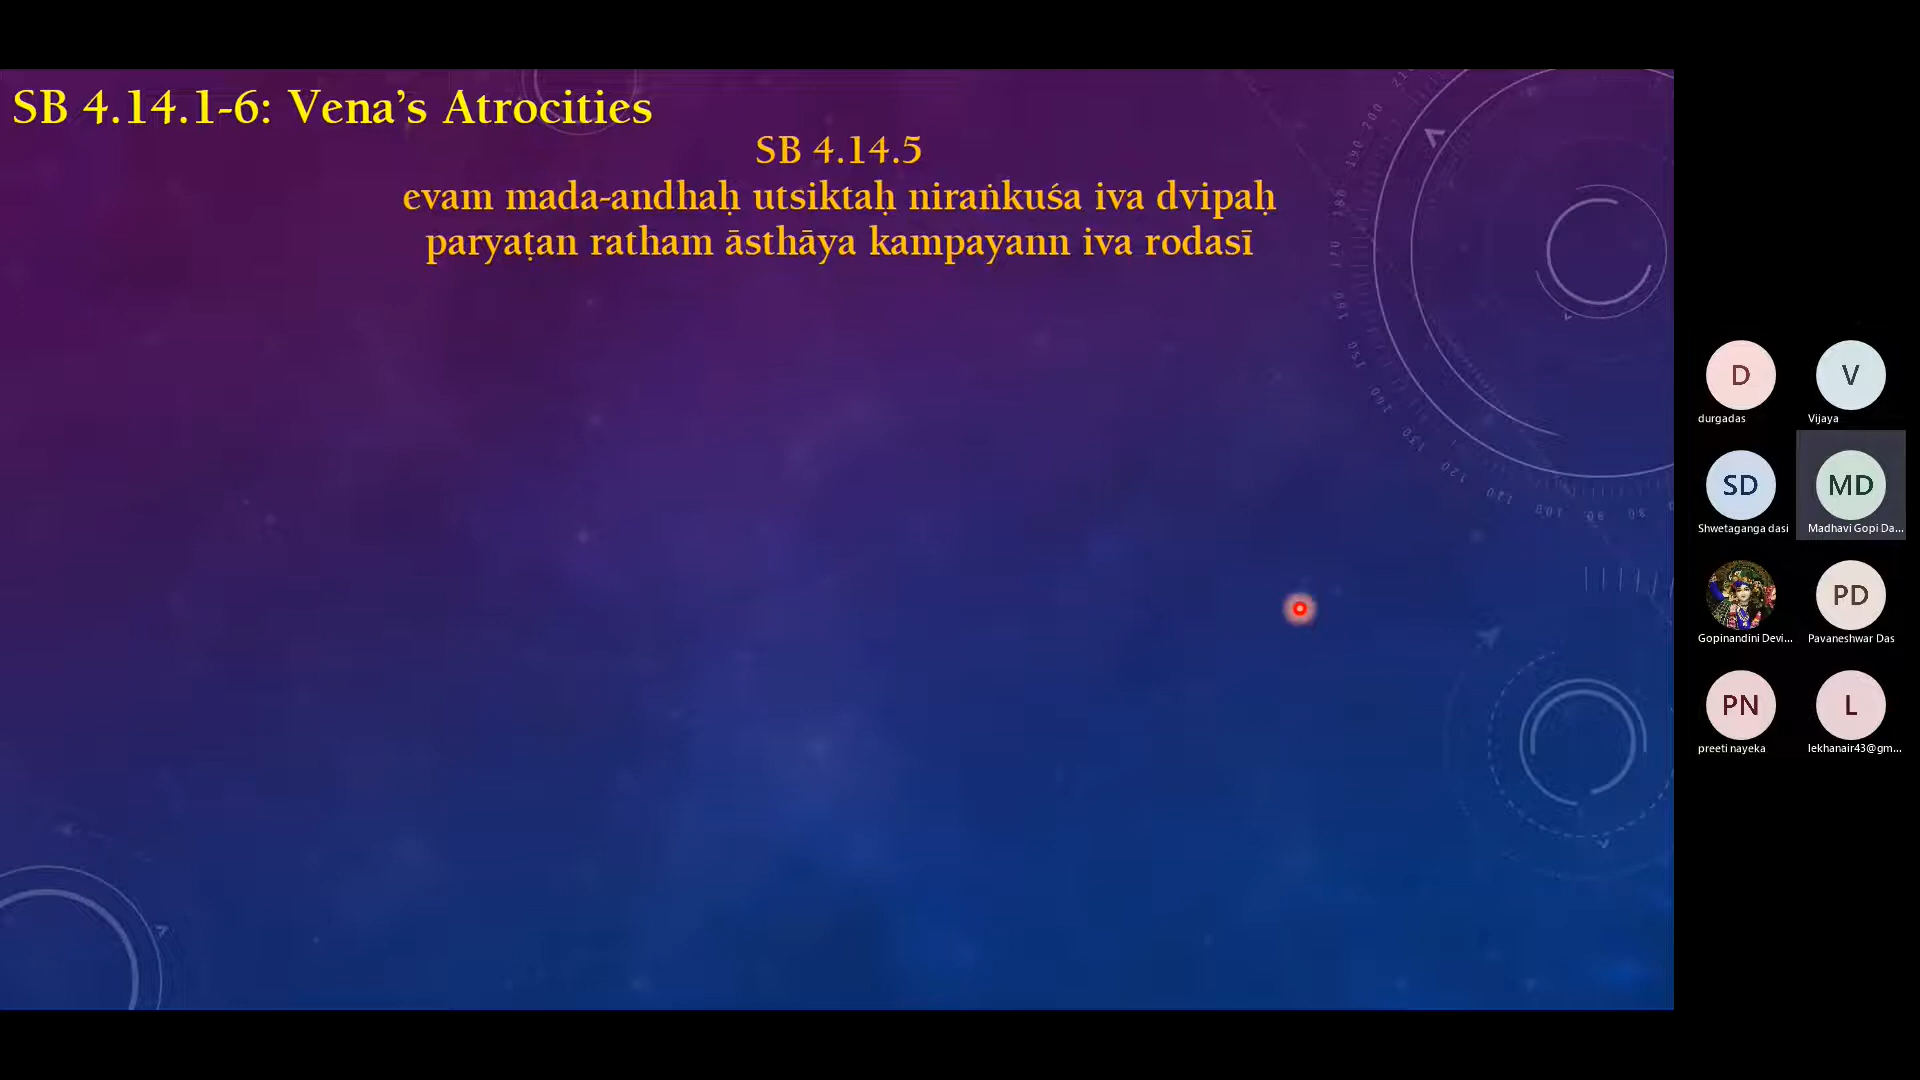 SB 4.14.1-6: Vena’s Atrocities
SB 4.14.5
evam mada-andhaḥ utsiktaḥ niraṅkuśa iva dvipaḥ
paryaṭan ratham āsthāya kampayann iva rodasī
D
V
durgadas
Vijaya
SD
MD
Shwetaganga dasi
Madhavi Gopi Da...
PD
Gopinandini Devi...
Pavaneshwar Das
PN
L
preeti nayeka
lekhanair43@gm...